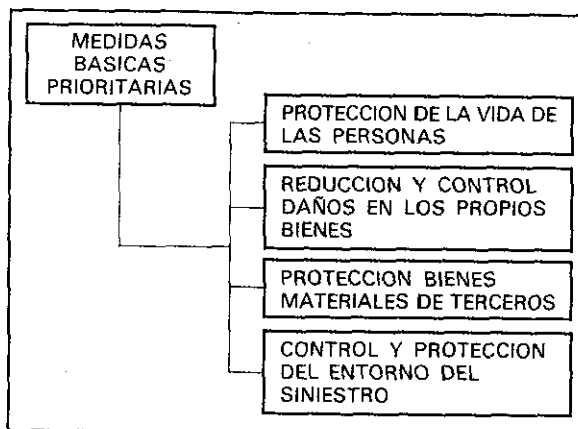 MEDIDAS
BASICAS
PRIORITARIAS
PROTECCION DE LA VIDA DE
LAS PERSONAS
REDUCCION Y CONTROL
DAÑOS EN LOS PROPIOS
BIENES
PROTECCION BIENES
MATERIALES DE TERCEROS
CONTROL Y PROTECCION
DEL ENTORNO DEL
SINIESTRO